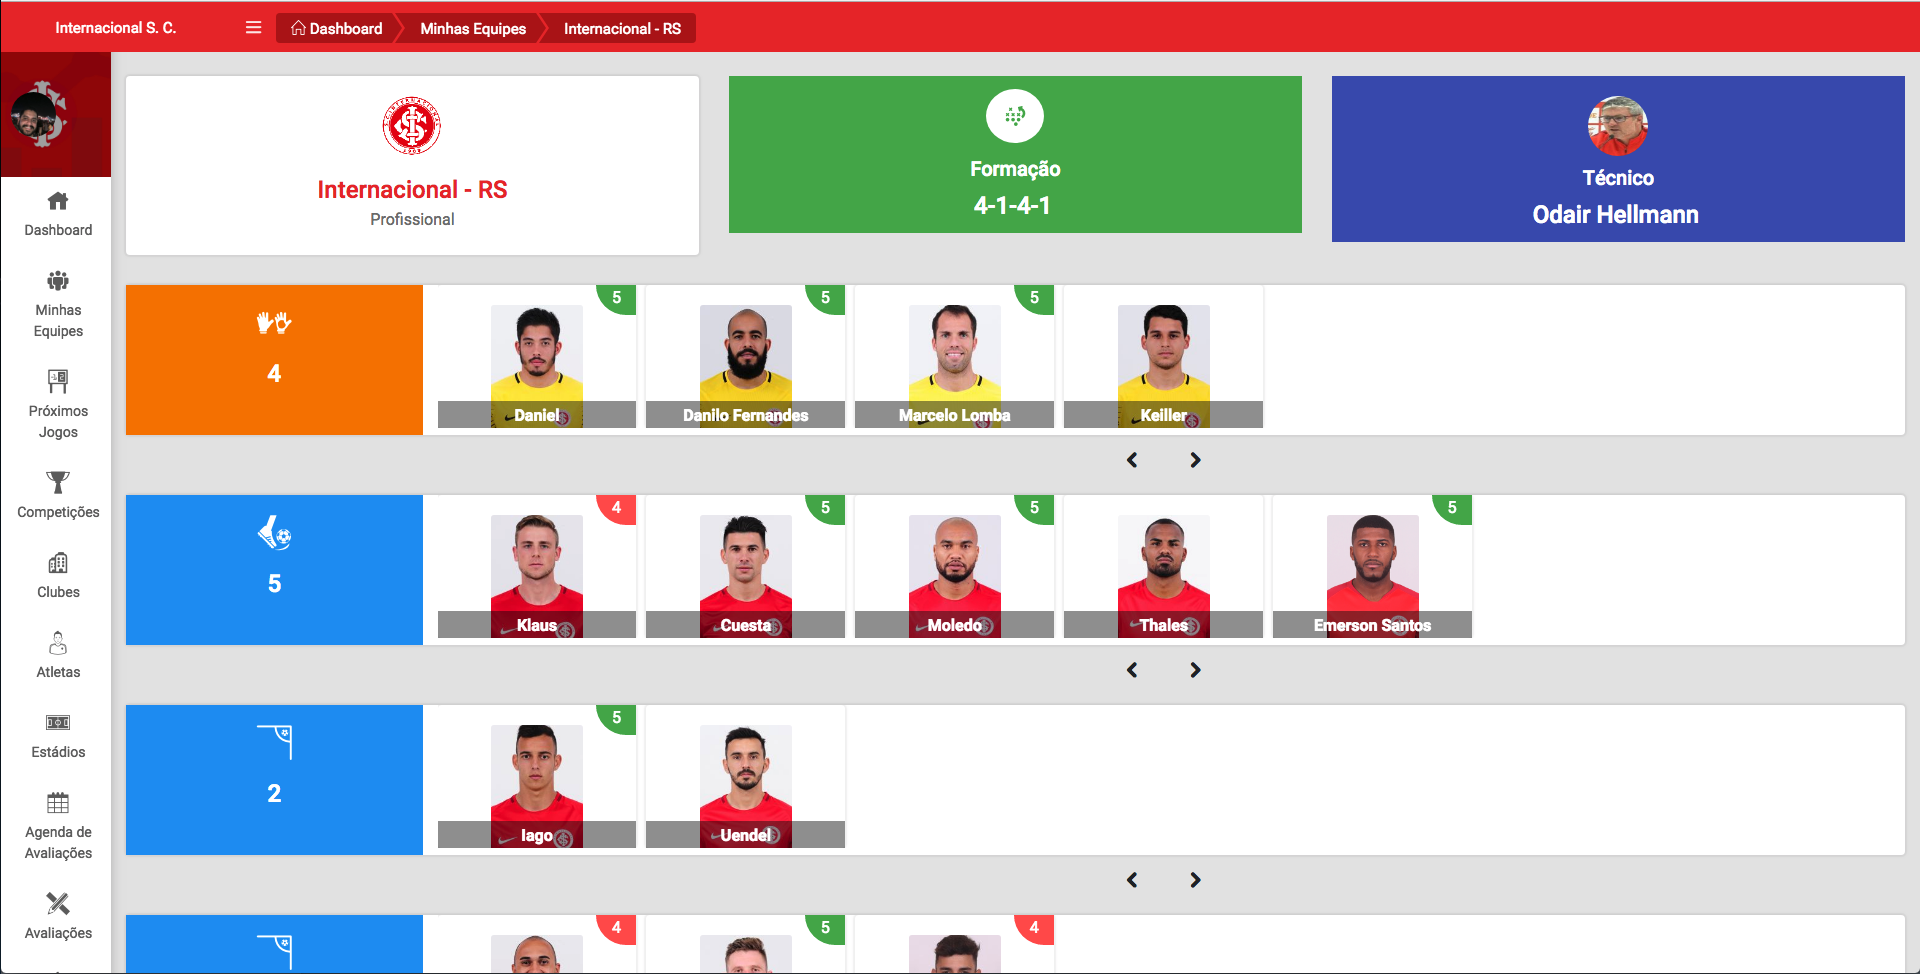 Internacional S. C.
Dashboard
Minhas Equipes
Internacional - RS
Dashboard
Minhas
Equipes
Próximos
Jogos
Competições
Clubes
Atletas
Estádios
Agenda de
Avaliações
Avaliações
Internacional - RS
Profissional
Formação
4-1-4-1
Técnico
Odair Hellmann
4
5
Daniel
5
Danilo Fernandes
5
Marcelo Lomba
Keiller
5
4
Klaus
5
Cuesta
5
Moledo
Thales
5
Emerson Santos
2
5
Iago
Uendel
4
5
4